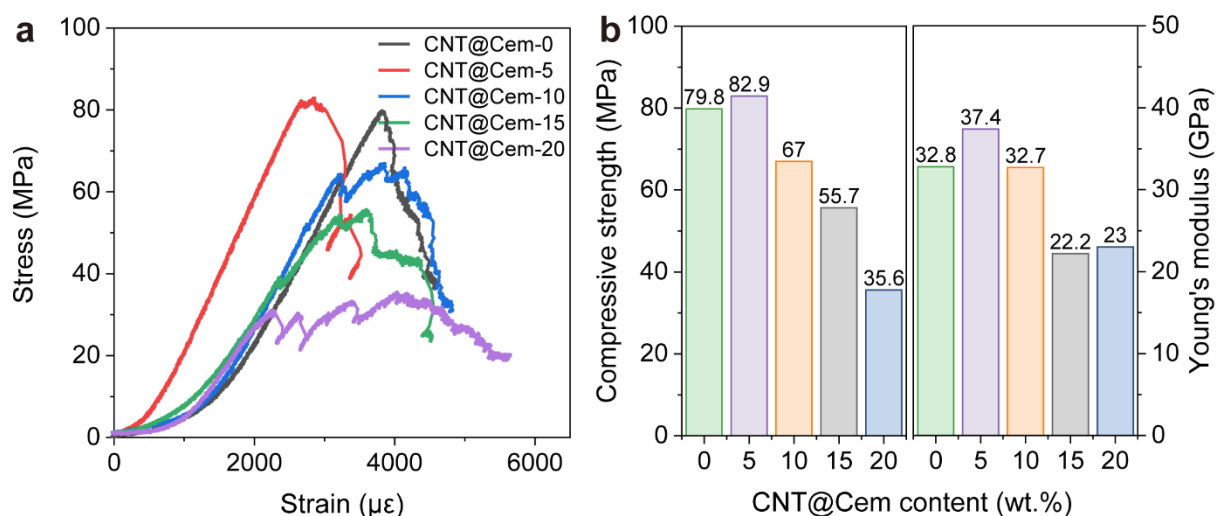 a
Stress (MPa)
100
80
60
40
20
0
CNT@Cem-0
CNT@Cem-5
CNT@Cem-10
CNT@Cem-15
CNT@Cem-20
0 2000 4000 6000
Strain (με)
b
Compressive strength (MPa)
100
80
60
40
20
0
79.8 82.9 67 55.7 35.6
32.8 37.4 32.7 22.2 23
0 5 10 15 20 0 5 10 15 20
CNT@Cem content (wt.%)
50
40
30
20
10
0
Young's modulus (GPa)